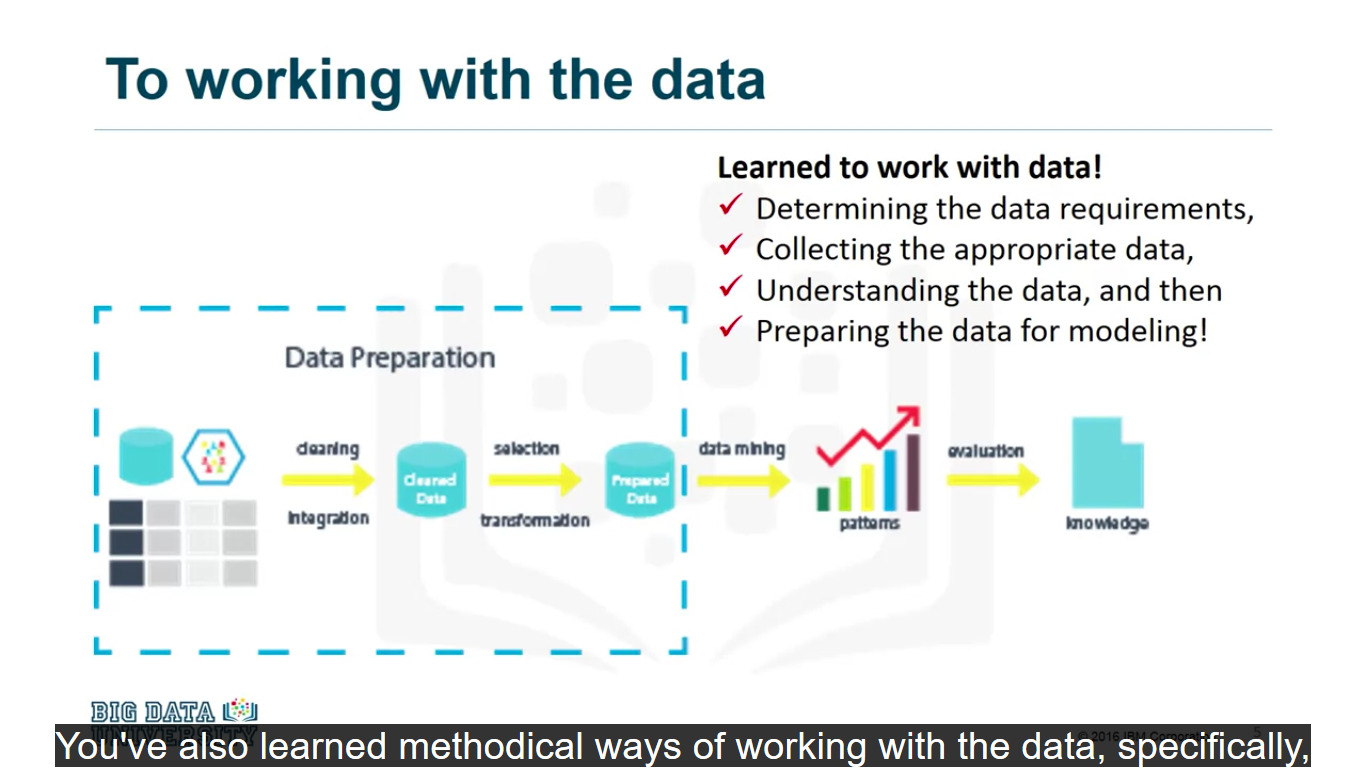 To working with the data
Learned to work with data!
Determining the data requirements,
Collecting the appropriate data,
Understanding the data, and then
Preparing the data for modeling!
Data Preparation
cleaning
integration
Cleaned
Data
selection
transformation
Prepared
Data
data mining
patterns
evaluation
knowledge
BIG DATA
UNIVERSITY
© 2016 IBM Corporation
5
You've also learned methodical ways of working with the data, specifically,